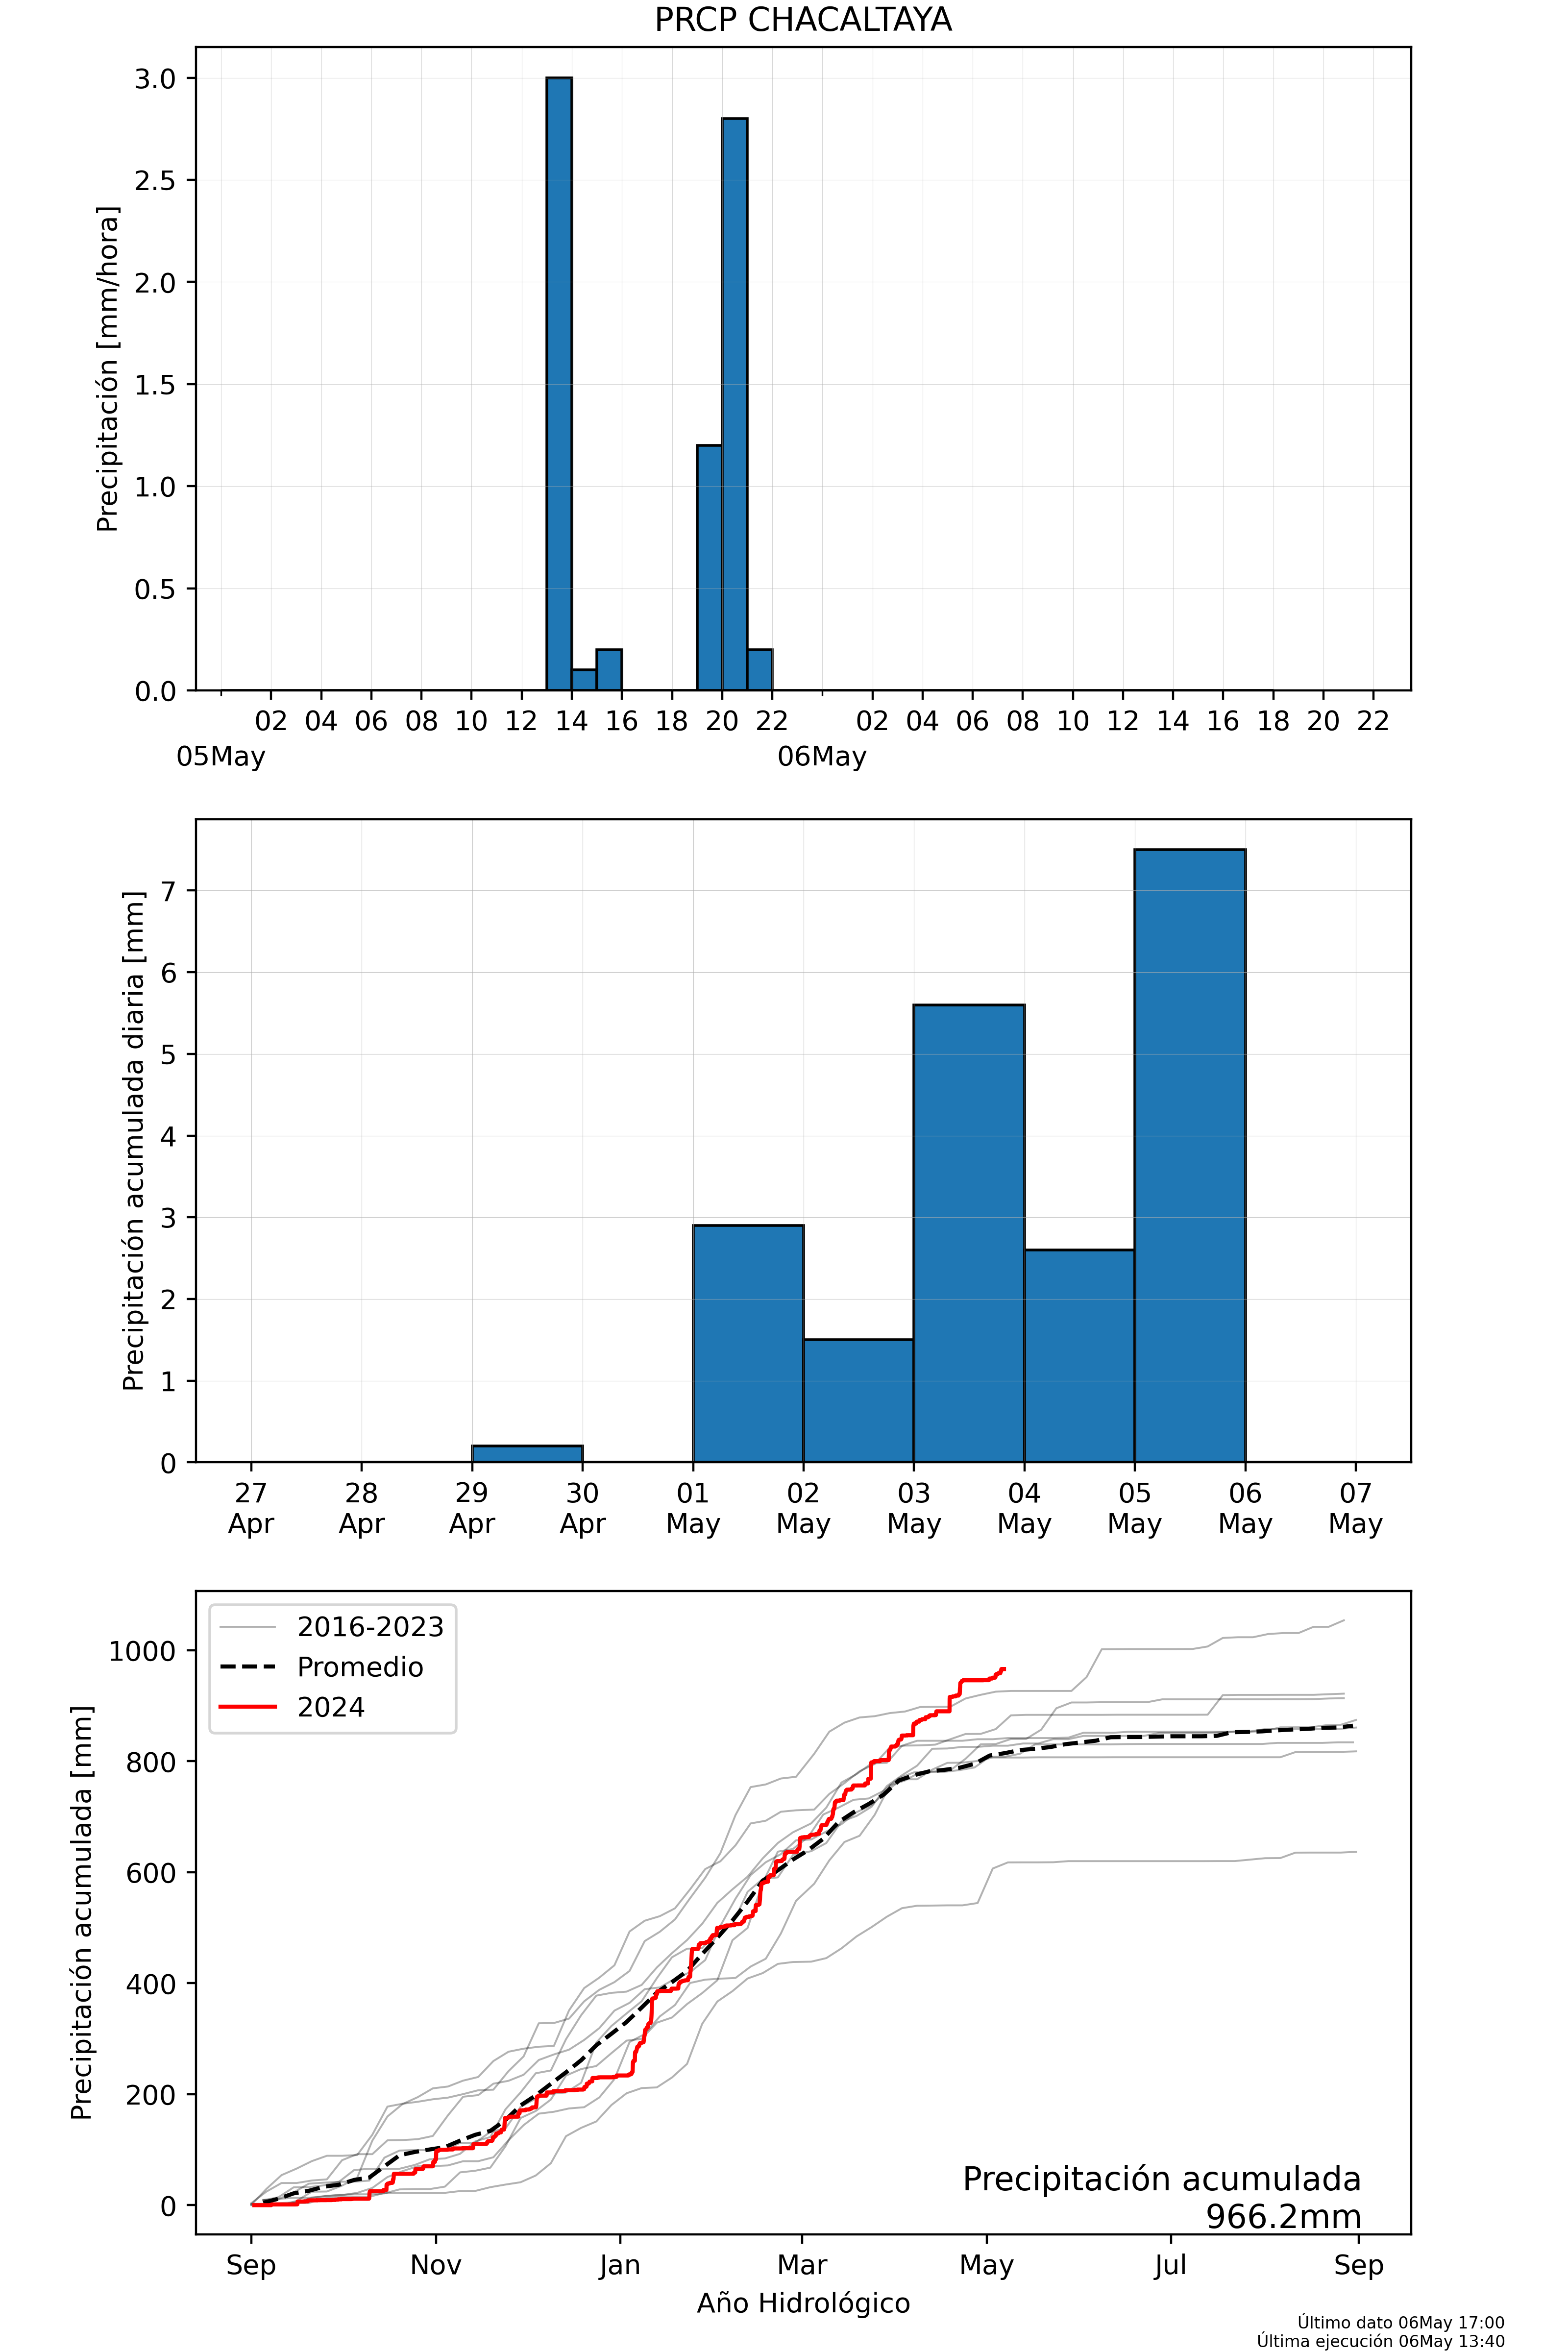 PRCP CHACALTAYA
Precipitación [mm/hora]
3.0
2.5
2.0
1.5
1.0
0.5
0.0
02 04 06 08 10 12 14 16 18 20 22 02 04 06 08 10 12 14 16 18 20 22
05May 06May
Precipitación acumulada diaria [mm]
7
6
5
4
3
2
1
0
27 28 29 30 01 02 03 04 05 06 07
Apr Apr Apr Apr May May May May May May May
Precipitación acumulada [mm]
1000
800
600
400
200
0
2016-2023
Promedio
2024
Precipitación acumulada
966.2mm
Sep Nov Jan Mar May Jul Sep
Año Hidrológico
Último dato 06May 17:00
Última ejecución 06May 13:40